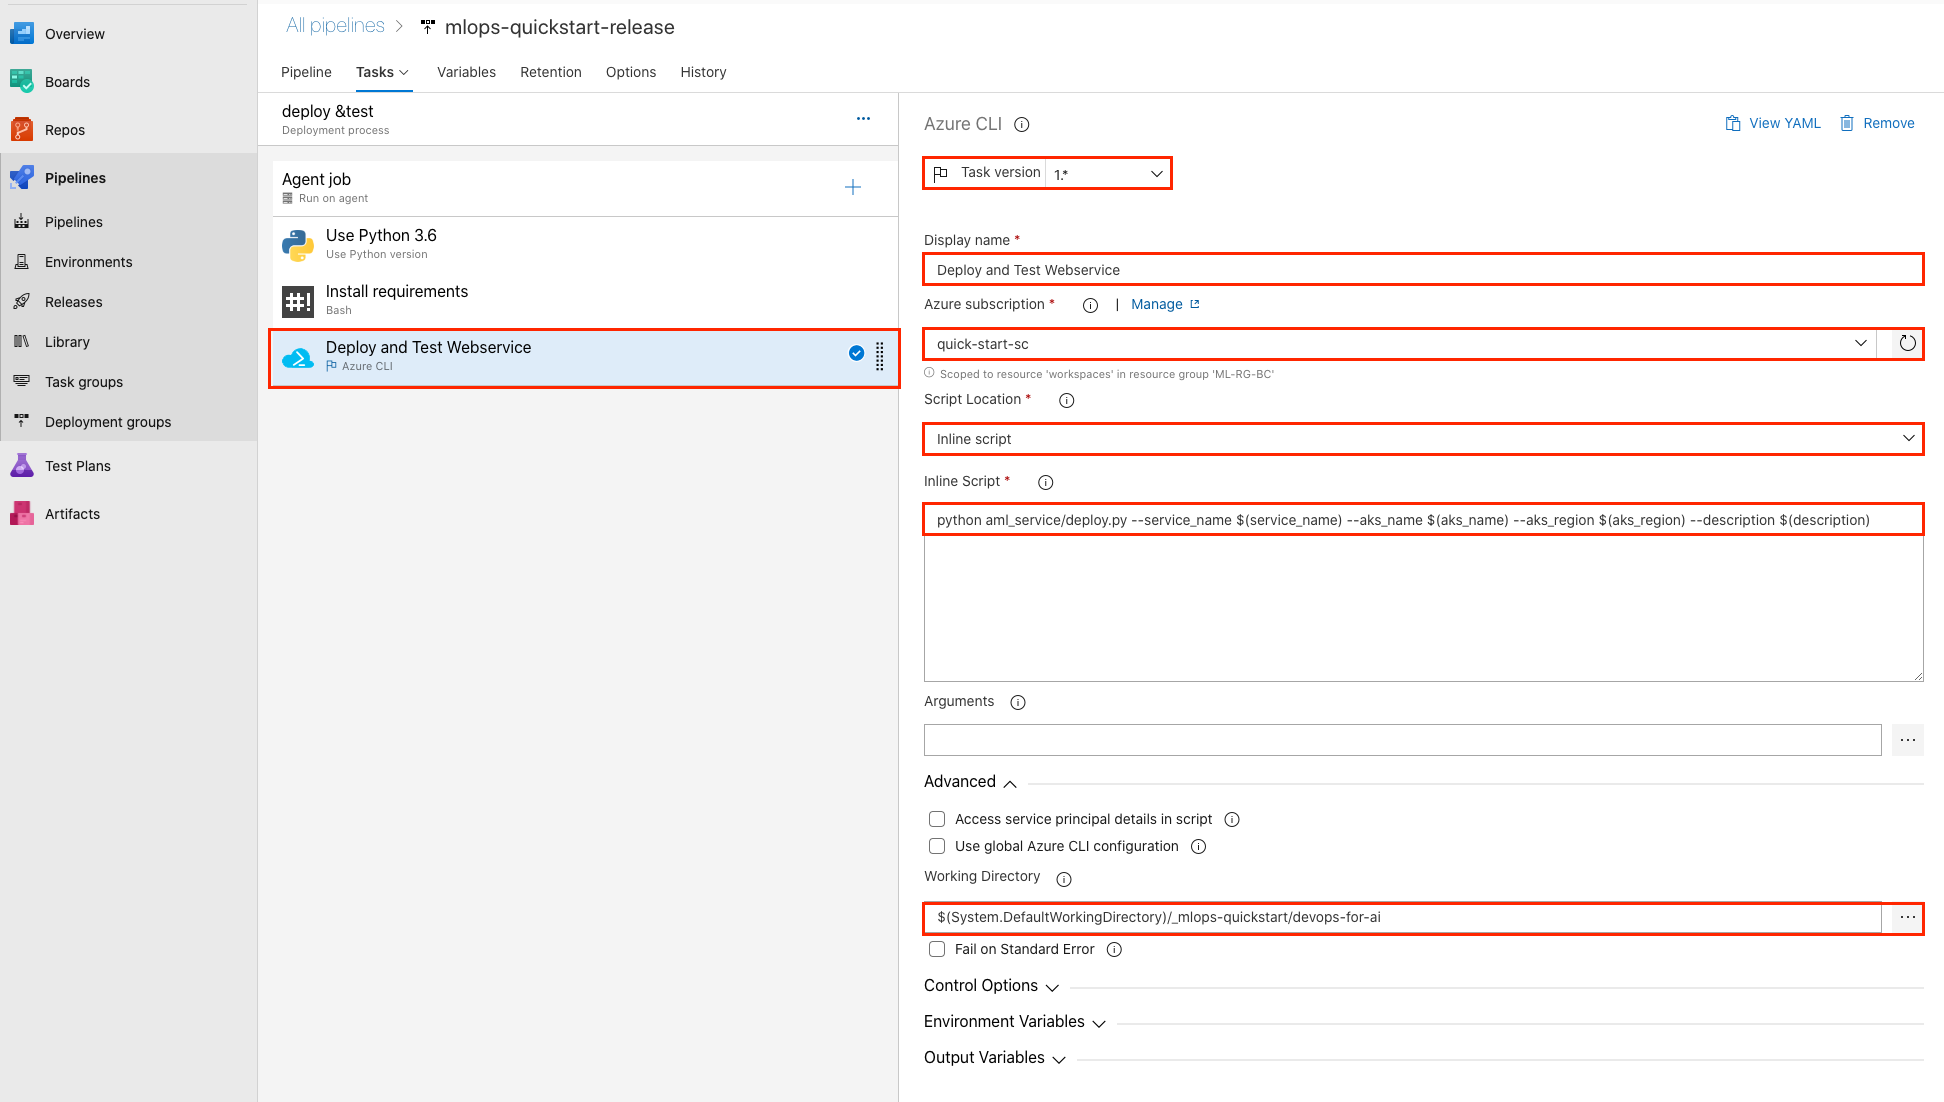 Overview
Boards
Repos
Pipelines
Pipelines
Environments
Releases
Library
Task groups
Deployment groups
Test Plans
Artifacts
All pipelines > mlops-quickstart-release
Pipeline Tasks Variables Retention Options History
deploy &test
Deployment process
Agent job
Run on agent
Use Python 3.6
Use Python version
#!
Install requirements
Bash
Deploy and Test Webservice
Azure CLI
Azure CLI
View YAML Remove
Task version 1.*
Display name *
Deploy and Test Webservice
Azure subscription * | Manage
quick-start-sc
Scoped to resource 'workspaces' in resource group 'ML-RG-BC'
Script Location *
Inline script
Inline Script *
python aml_service/deploy.py --service_name $(service_name) --aks_name $(aks_name) --aks_region $(aks_region) --description $(description)
Arguments
Advanced
Access service principal details in script
Use global Azure CLI configuration
Working Directory
$(System.DefaultWorkingDirectory)/_mlops-quickstart/devops-for-ai
Fail on Standard Error
Control Options
Environment Variables
Output Variables